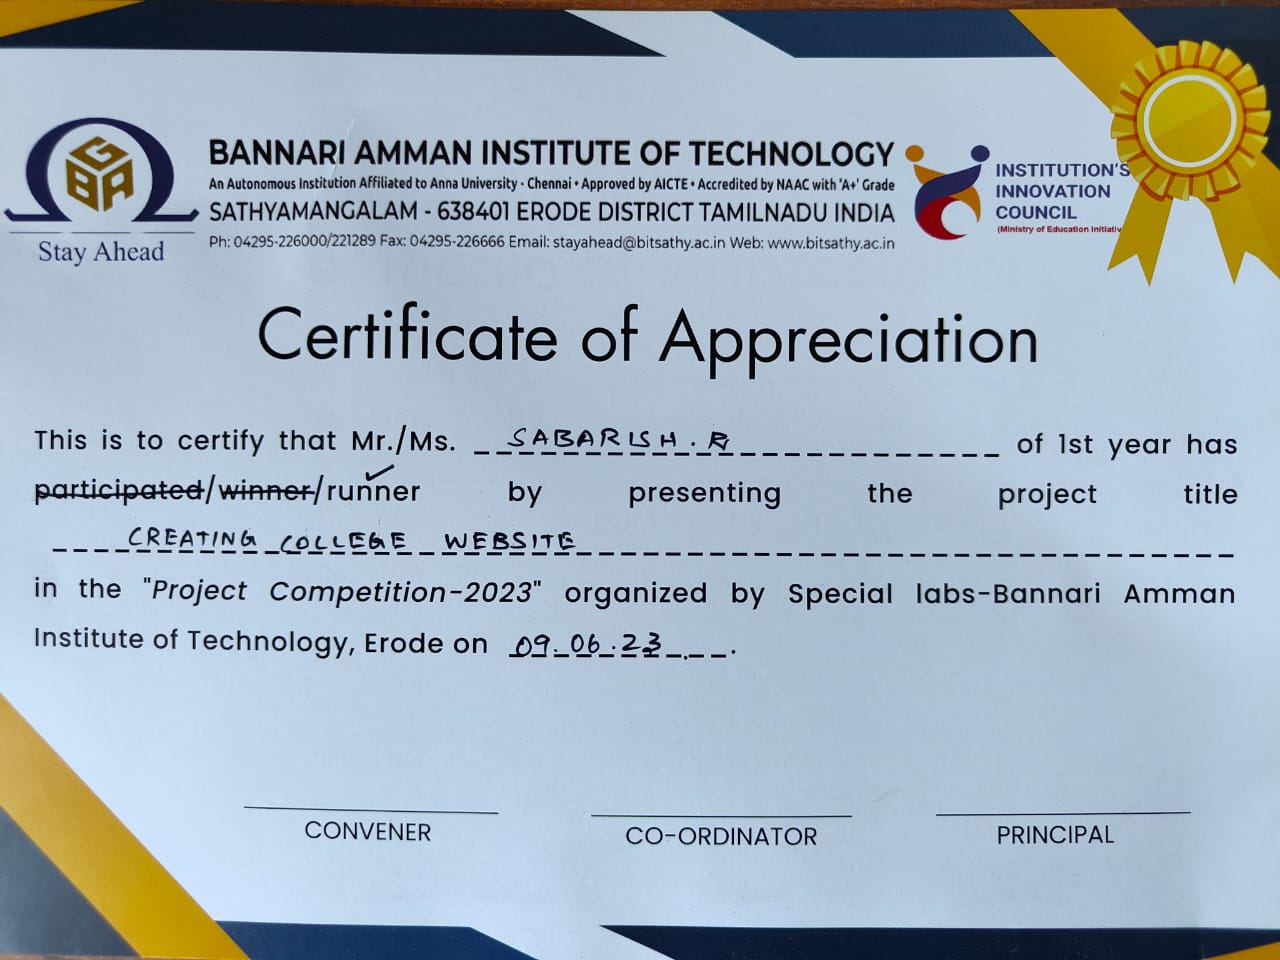 BANNARI AMMAN INSTITUTE OF TECHNOLOGY
An Autonomous Institution Affiliated to Anna University - Chennai • Approved by AICTE • Accredited by NAAC with 'A+' Grade
SATHYAMANGALAM - 638401 ERODE DISTRICT TAMILNADU INDIA
Ph: 04295-226000/221289 Fax: 04295-226666 Email: stayahead@bitsathy.ac.in Web: www.bitsathy.ac.in
BGA
Stay Ahead
INSTITUTION'S
INNOVATION
COUNCIL
(Ministry of Education Initiativ
Certificate of Appreciation
This is to certify that Mr./Ms. SABARISH.R of 1st year has
participated/winner/runner by presenting the project title
CREATING COLLEGE WEBSITE
in the "Project Competition-2023" organized by Special labs-Bannari Amman
Institute of Technology, Erode on 09.06.23.
CONVENER
CO-ORDINATOR
PRINCIPAL